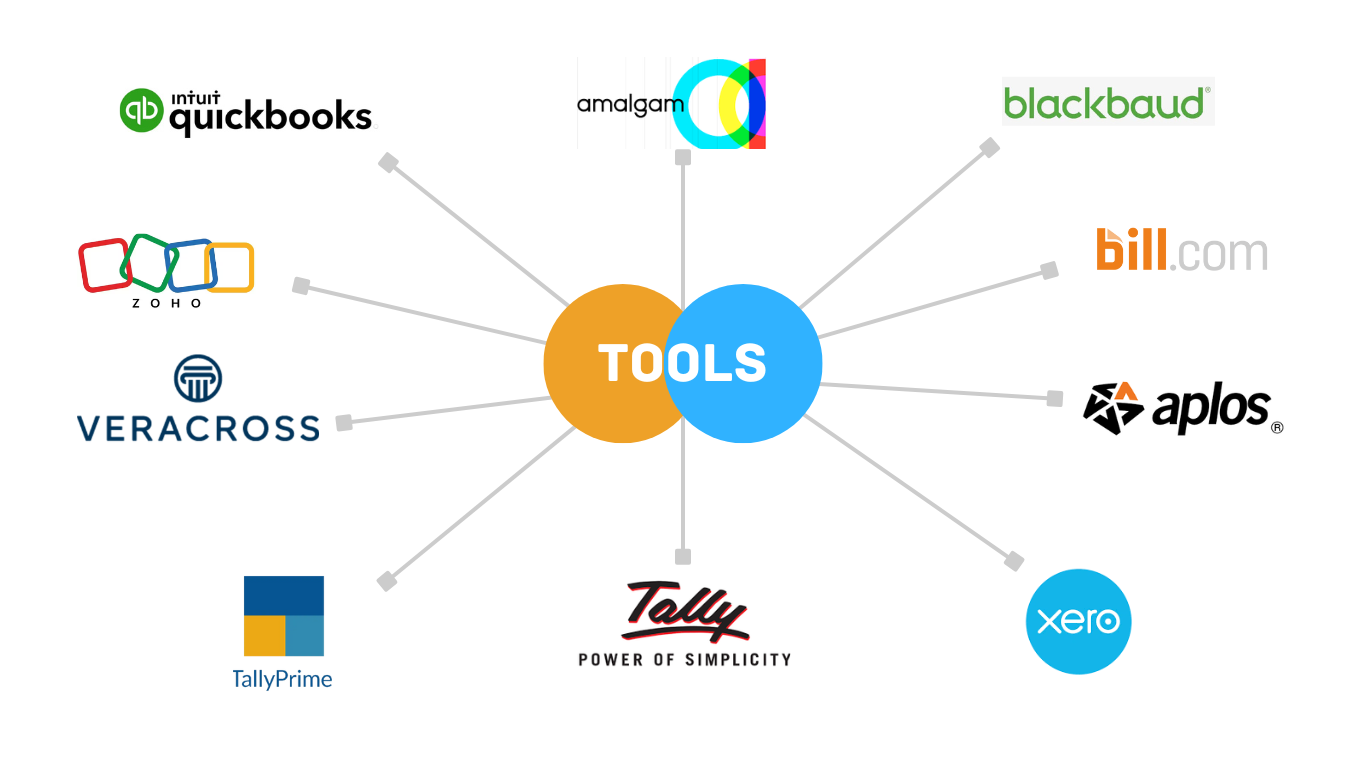 intuit
quickbooks
amalgam
blackbaud®
ZOHO
bill.com
TOOLS
VERACROSS
aplos®
TallyPrime
Tally
POWER OF SIMPLICITY
xero